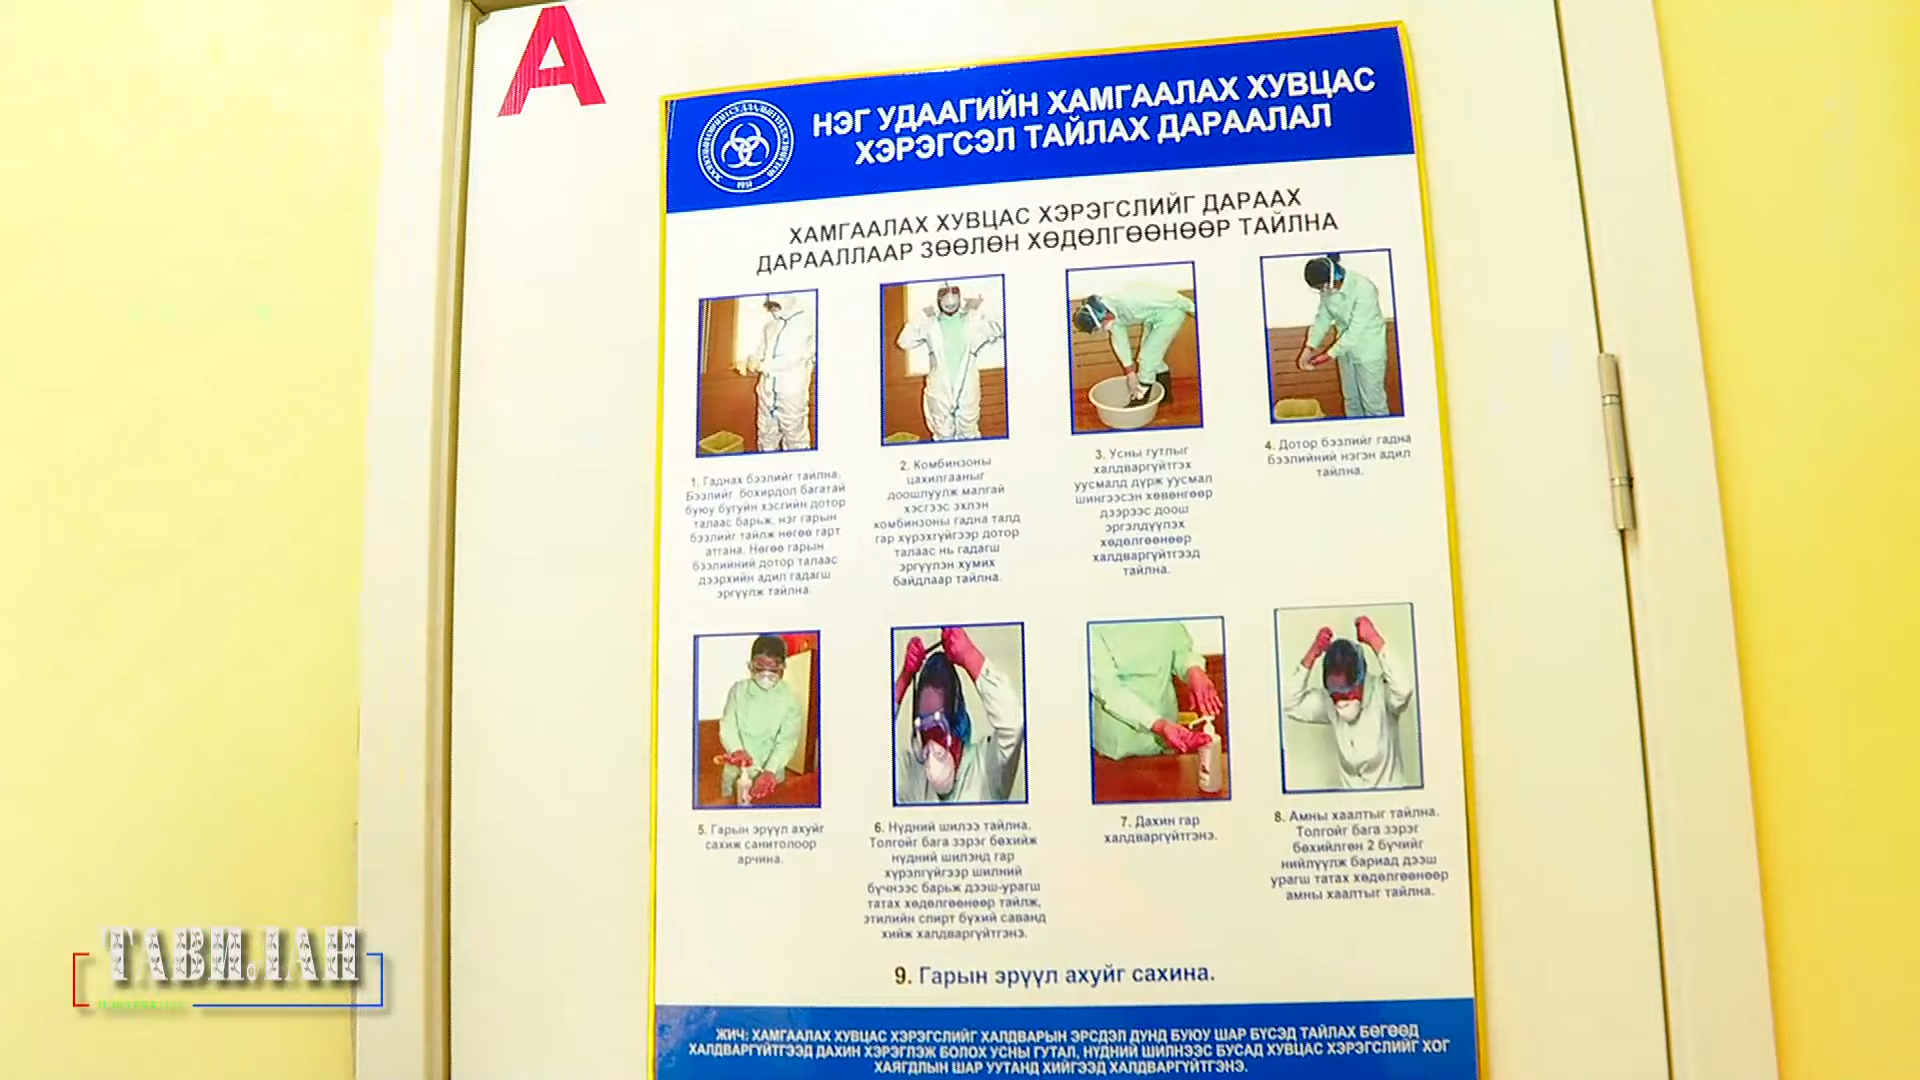 А
НЭГ УДААГИЙН ХАМГААЛАХ ХУВЦАС
ХЭРЭГСЭЛ ТАЙЛАХ ДАРААЛАЛ
ХАМГААЛАХ ХУВЦАС ХЭРЭГСЛИЙГ ДАРААХ
ДАРААЛЛААР ЗӨӨЛӨН ХӨДӨЛГӨӨНӨӨР ТАЙЛНА
1. Гаднах бээлийг тайлна.
Бээлийг бохирдол багатай
буюу бугуйн хэсгийн дотор
талаас барьж, нэг гарын
бээлийг тайлж нөгөө гарт
атгана. Нөгөө гарын
бээлийний дотор талаас
дээрхийн адил гадагш
эргүүлж тайлна.
2. Комбинзоны
цахилгааныг
доошлуулж малгай
хэсгээс эхлэн
комбинзоны гадна талд
гар хүрэхгүйгээр дотор
талаас нь гадагш
эргүүлэн хумих
байдлаар тайлна.
3. Усны гутлыг
халдваргүйтгэх
уусмалд дүрж уусмал
шингээсэн хөвөнгөөр
дээрээс доош
эргэлдүүлэх
хөдөлгөөнөөр
халдваргүйтгээд
тайлна.
4. Дотор бээлийг гадна
бээлийний нэгэн адил
тайлна.
5. Гарын эрүүл ахуйг
сахиж санитолоор
арчина.
6. Нүдний шилээ тайлна.
Толгойг бага зэрэг бөхийж
нүдний шилэнд гар
хүрэлгүйгээр шилний
бүчнээс барьж дээш-урагш
татах хөдөлгөөнөөр тайлж,
этилийн спирт бүхий саванд
хийж халдваргүйтгэнэ.
7. Дахин гар
халдваргүйтгэнэ.
8. Амны хаалтыг тайлна.
Толгойг бага зэрэг
бөхийлгөн 2 бүчийг
нийлүүлж бариад дээш
урагш татах хөдөлгөөнөөр
амны хаалтыг тайлна.
9. Гарын эрүүл ахуйг сахина.
ЖИЧ: ХАМГААЛАХ ХУВЦАС ХЭРЭГСЛИЙГ ХАЛДВАРЫН ЭРСДЭЛ ДУНД БУЮУ ШАР БҮСЭД ТАЙЛАХ БӨГӨӨД
ХАЛДВАРГҮЙТГЭЭД ДАХИН ХЭРЭГЛЭЖ БОЛОХ УСНЫ ГУТАЛ, НҮДНИЙ ШИЛНЭЭС БУСАД ХУВЦАС ХЭРЭГСЛИЙГ ХОГ
ХАЯГДЛЫН ШАР УУТАНД ХИЙГЭЭД ХАЛДВАРГҮЙТГЭНЭ.
ТАВИЛАН